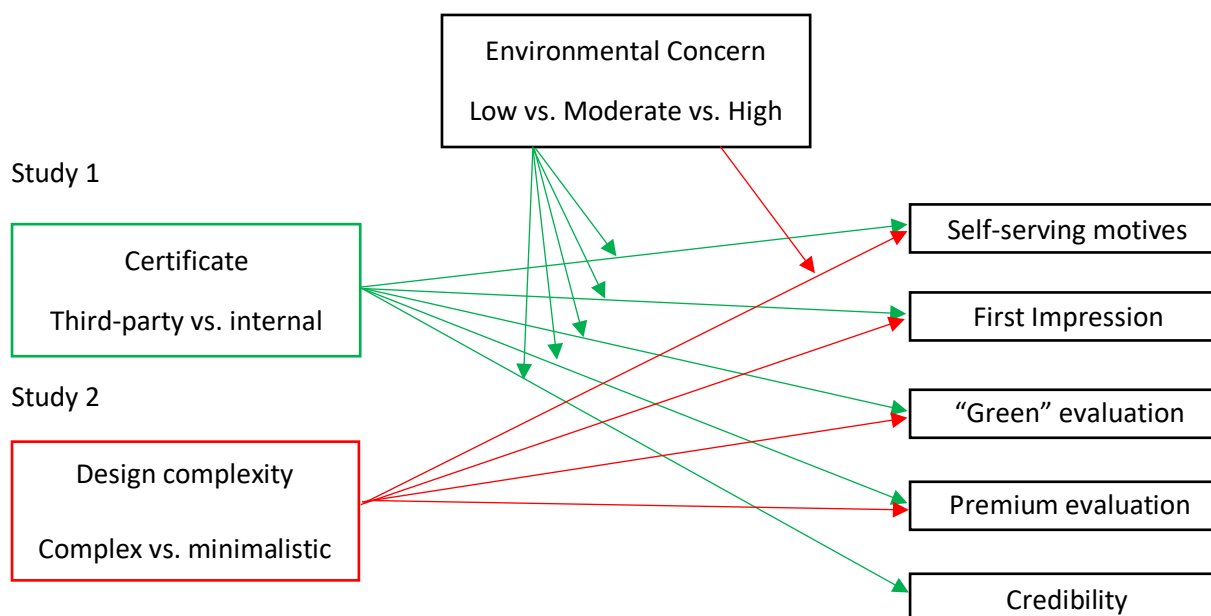 Environmental Concern
Low vs. Moderate vs. High
Study 1
Certificate
Third-party vs. internal
Study 2
Design complexity
Complex vs. minimalistic
Self-serving motives
First Impression
“Green” evaluation
Premium evaluation
Credibility